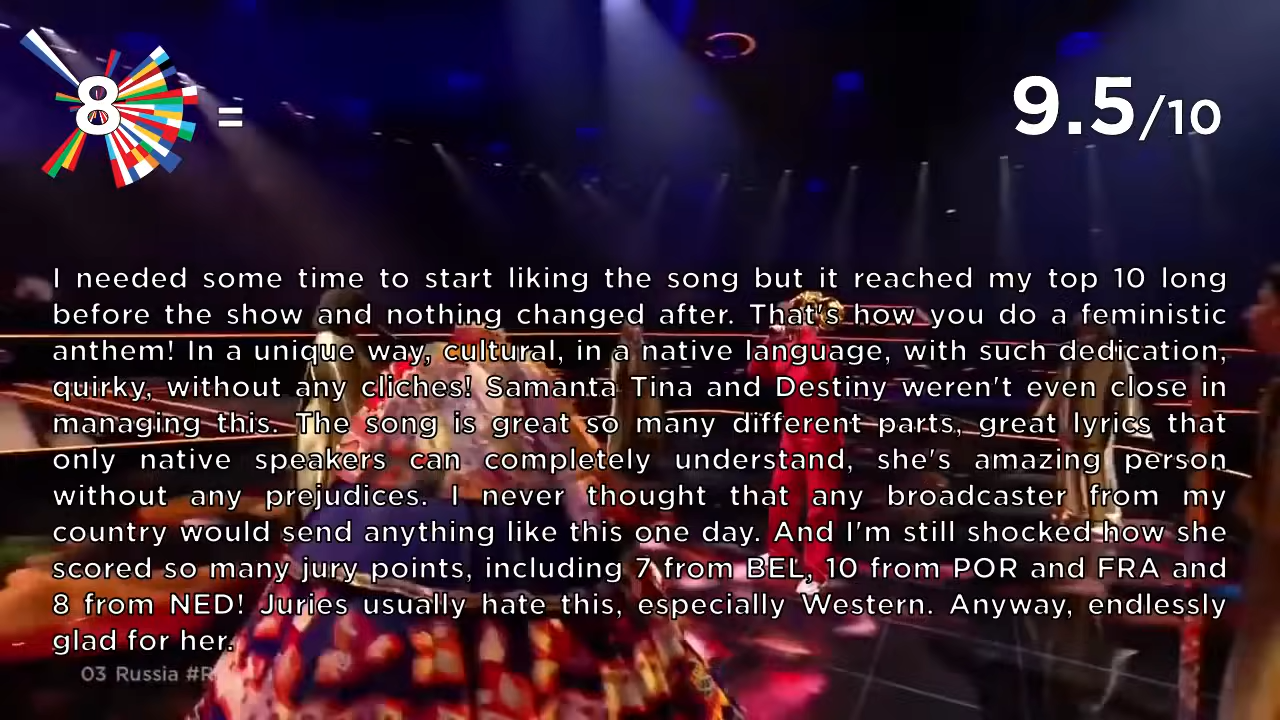 8 = 9.5/10
I needed some time to start liking the song but it reached my top 10 long
before the show and nothing changed after. That's how you do a feministic
anthem! In a unique way, cultural, in a native language, with such dedication,
quirky, without any cliches! Samanta Tina and Destiny weren't even close in
managing this. The song is great so many different parts, great lyrics that
only native speakers can completely understand, she's amazing person
without any prejudices. I never thought that any broadcaster from my
country would send anything like this one day. And I'm still shocked how she
scored so many jury points, including 7 from BEL, 10 from POR and FRA and
8 from NED! Juries usually hate this, especially Western. Anyway, endlessly
glad for her.
03 Russia #R